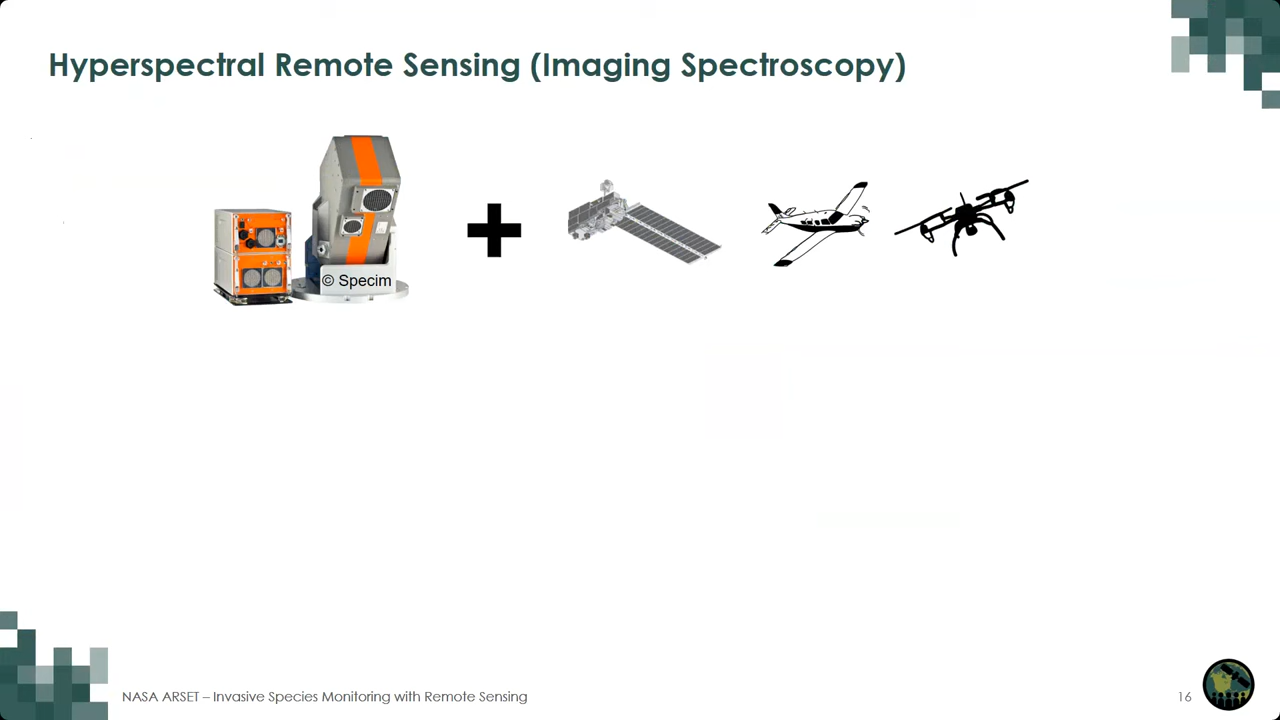 Hyperspectral Remote Sensing (Imaging Spectroscopy)
© Specim
NASA ARSET – Invasive Species Monitoring with Remote Sensing
16